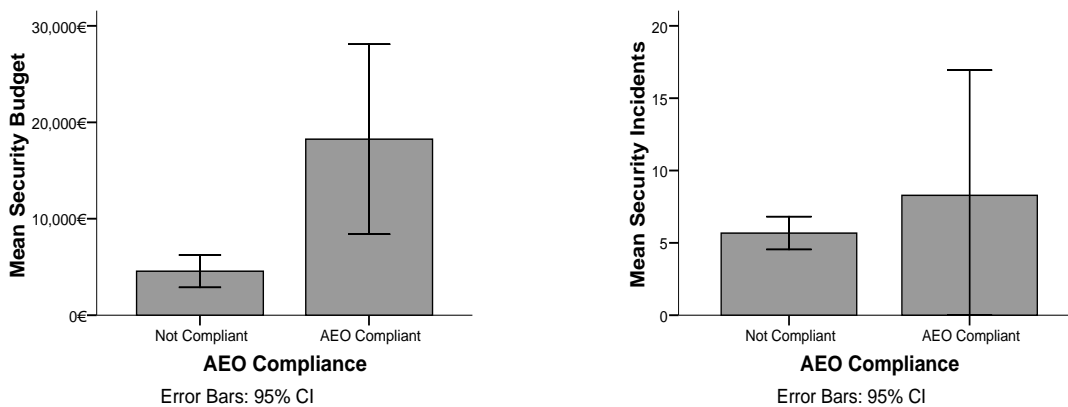 Mean Security Budget
30,000€
20,000€
10,000€
0€
Not Compliant
AEO Compliant
AEO Compliance
Error Bars: 95% CI
Mean Security Incidents
20
15
10
5
0
Not Compliant
AEO Compliant
AEO Compliance
Error Bars: 95% CI